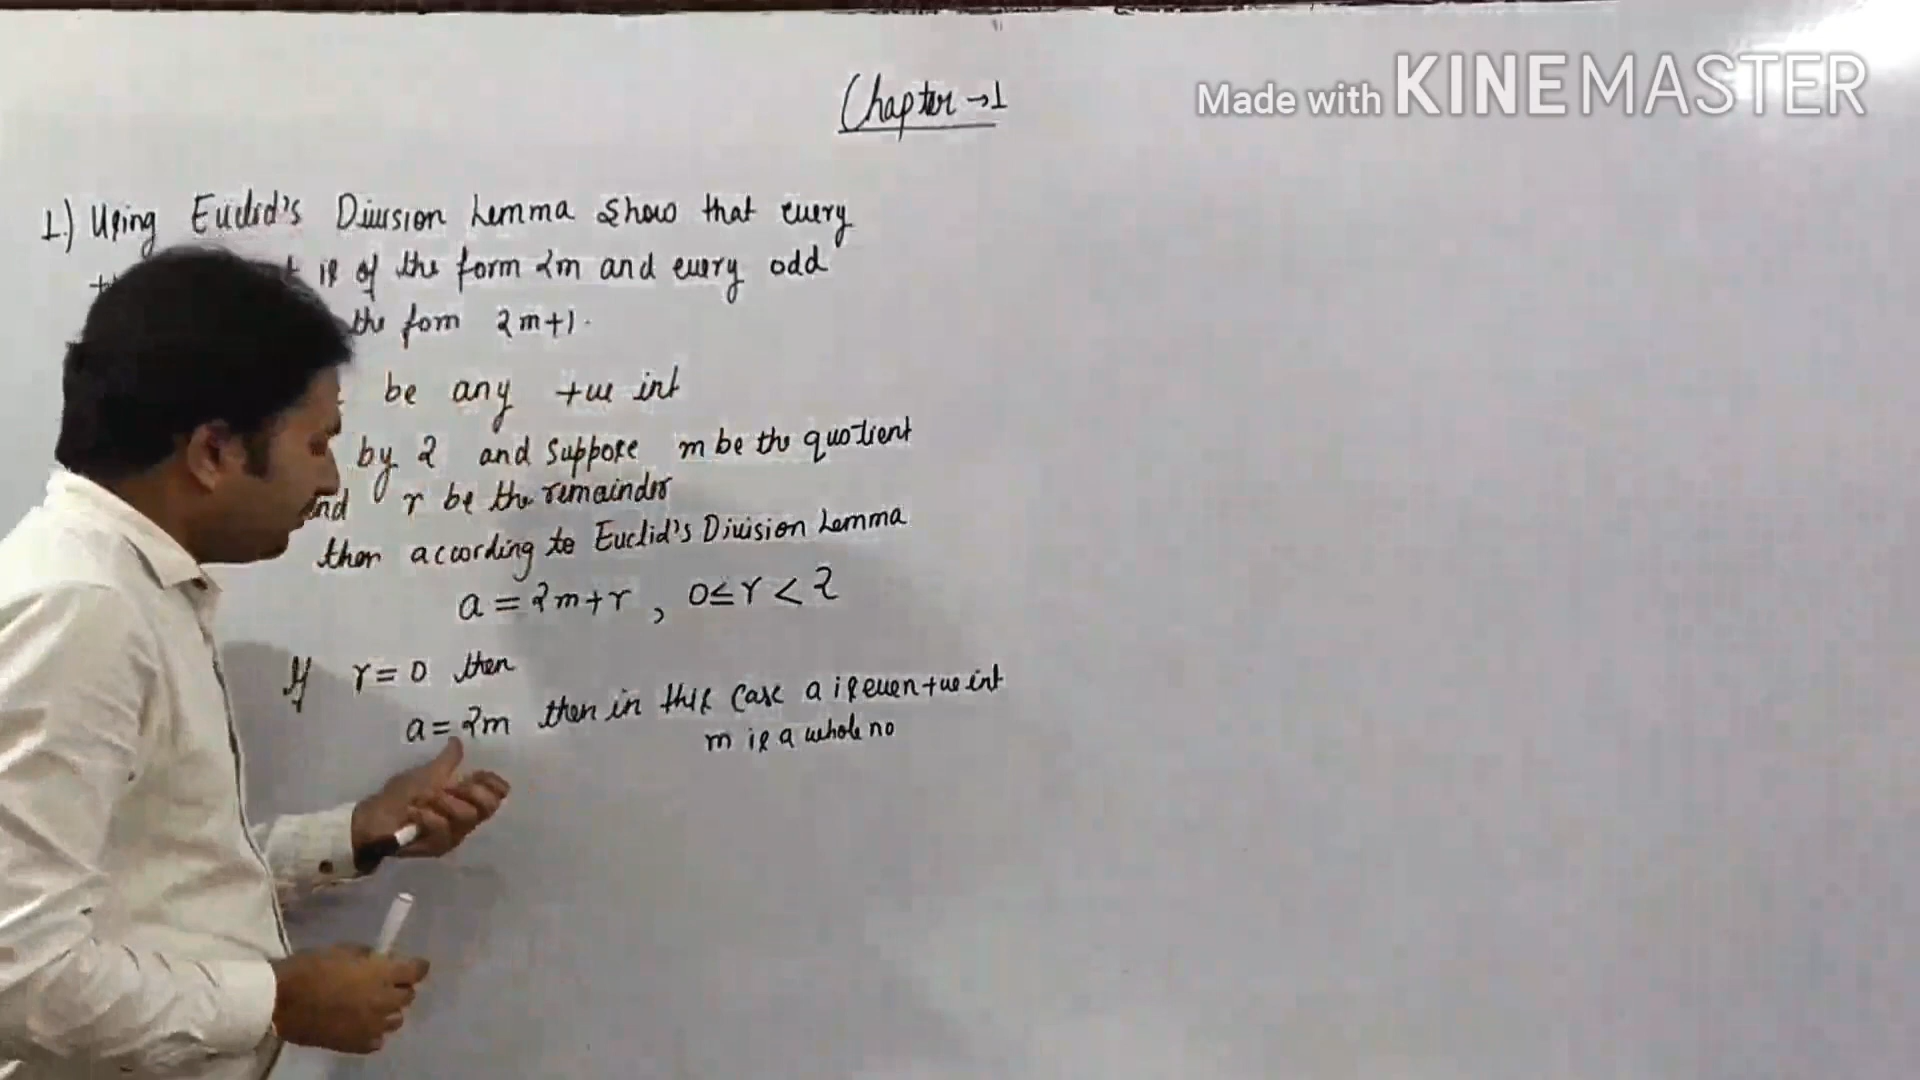 Chapter → 1
Made with KINEMASTER
1.) Using Euclid's Division Lemma Show that every
is of the form 2m and every odd
the form 2m+1.
be any +ve int
by 2 and suppose m be the quotient
and r be the remainder
then according to Euclid's Division Lemma
a = 2m+r , 0≤r<2
If r=0 then
a=2m then in this case a is even +ve int
m is a whole no